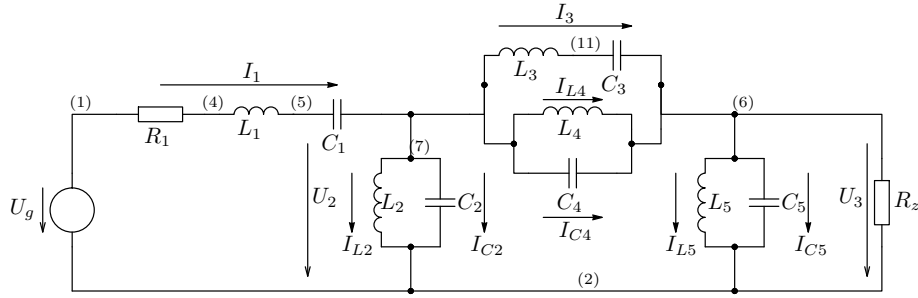 I3
(11)
L3
C3
I1
IL4
(1)
(4)
(5)
(6)
R1
L1
C1
L4
(7)
C4
Ug
U2
L2
C2
L5
C5
U3
Rz
IC4
IL2
IC2
IL5
IC5
(2)